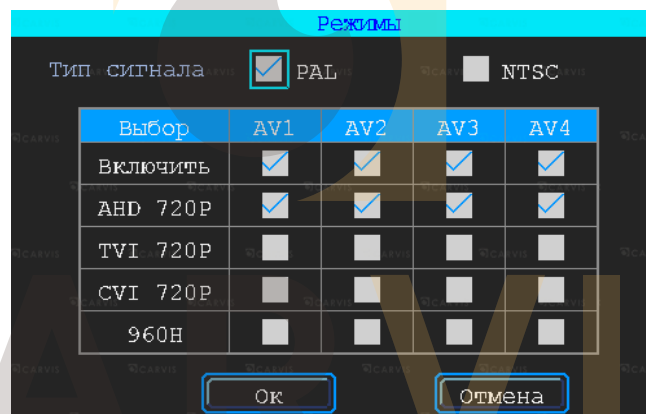 Режимы
Тип сигнала PAL NTSC
Выбор AV1 AV2 AV3 AV4
Включить
AHD 720P
TVI 720P
CVI 720P
960H
Ок Отмена